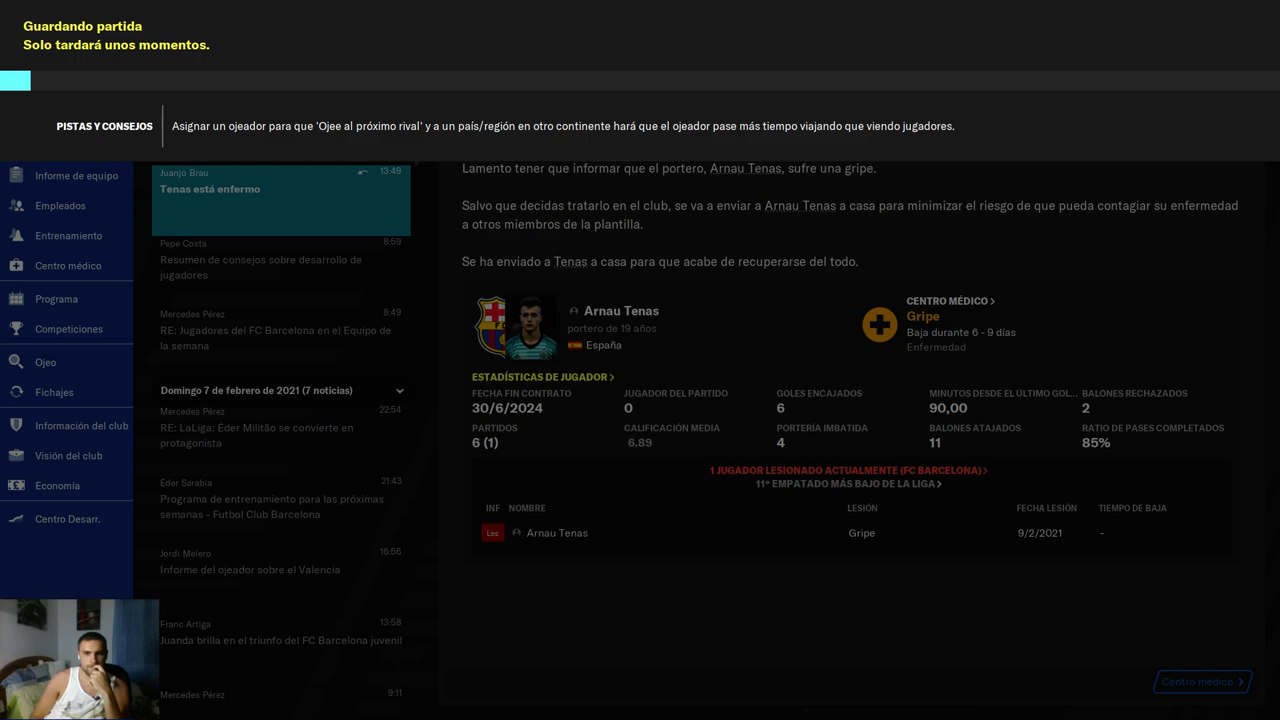 Guardando partida
Solo tardará unos momentos.
PISTAS Y CONSEJOS
Asignar un ojeador para que 'Ojee al próximo rival' y a un país/región en otro continente hará que el ojeador pase más tiempo viajando que viendo jugadores.
Informe de equipo
Empleados
Entrenamiento
Centro médico
Programa
Competiciones
Ojeo
Fichajes
Información del club
Visión del club
Economía
Centro Desarr.
Juanjo Brau 13:49
Tenas está enfermo
Pepe Costa 8:59
Resumen de consejos sobre desarrollo de
jugadores
Mercedes Pérez 8:49
RE: Jugadores del FC Barcelona en el Equipo de
la semana
Domingo 7 de febrero de 2021 (7 noticias)
Mercedes Pérez 22:54
RE: LaLiga: Éder Militão se convierte en
protagonista
Éder Sarabia 21:43
Programa de entrenamiento para las próximas
semanas - Futbol Club Barcelona
Jordi Melero 16:56
Informe del ojeador sobre el Valencia
Franc Artiga 13:58
Juanda brilla en el triunfo del FC Barcelona juvenil
Mercedes Pérez 9:11
Lamento tener que informar que el portero, Arnau Tenas, sufre una gripe.
Salvo que decidas tratarlo en el club, se va a enviar a Arnau Tenas a casa para minimizar el riesgo de que pueda contagiar su enfermedad
a otros miembros de la plantilla.
Se ha enviado a Tenas a casa para que acabe de recuperarse del todo.
Arnau Tenas
portero de 19 años
España
CENTRO MÉDICO
Gripe
Baja durante 6 - 9 días
Enfermedad
ESTADÍSTICAS DE JUGADOR
FECHA FIN CONTRATO JUGADOR DEL PARTIDO GOLES ENCAJADOS MINUTOS DESDE EL ÚLTIMO GOL... BALONES RECHAZADOS
30/6/2024 0 6 90,00 2
PARTIDOS CALIFICACIÓN MEDIA PORTERÍA IMBATIDA BALONES ATAJADOS RATIO DE PASES COMPLETADOS
6 (1) 6.89 4 11 85%
1 JUGADOR LESIONADO ACTUALMENTE (FC BARCELONA)
11º EMPATADO MÁS BAJO DE LA LIGA
INF NOMBRE LESIÓN FECHA LESIÓN TIEMPO DE BAJA
Les Arnau Tenas Gripe 9/2/2021 -
Centro médico